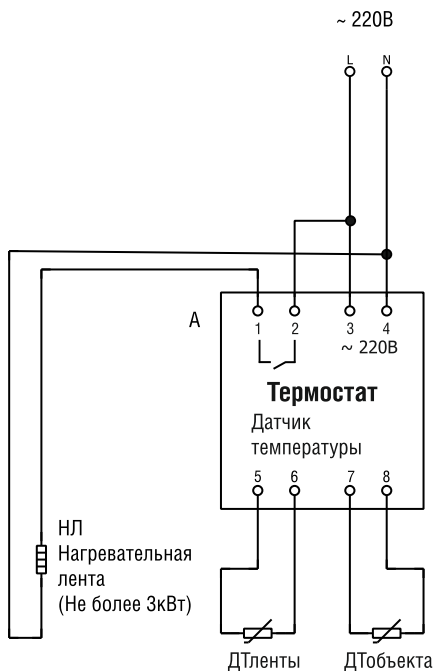 ~ 220В
L N
А
1 2 3 4
~ 220В
Термостат
Датчик
температуры
5 6 7 8
НЛ
Нагревательная
лента
(Не более 3кВт)
ДТленты ДТобъекта